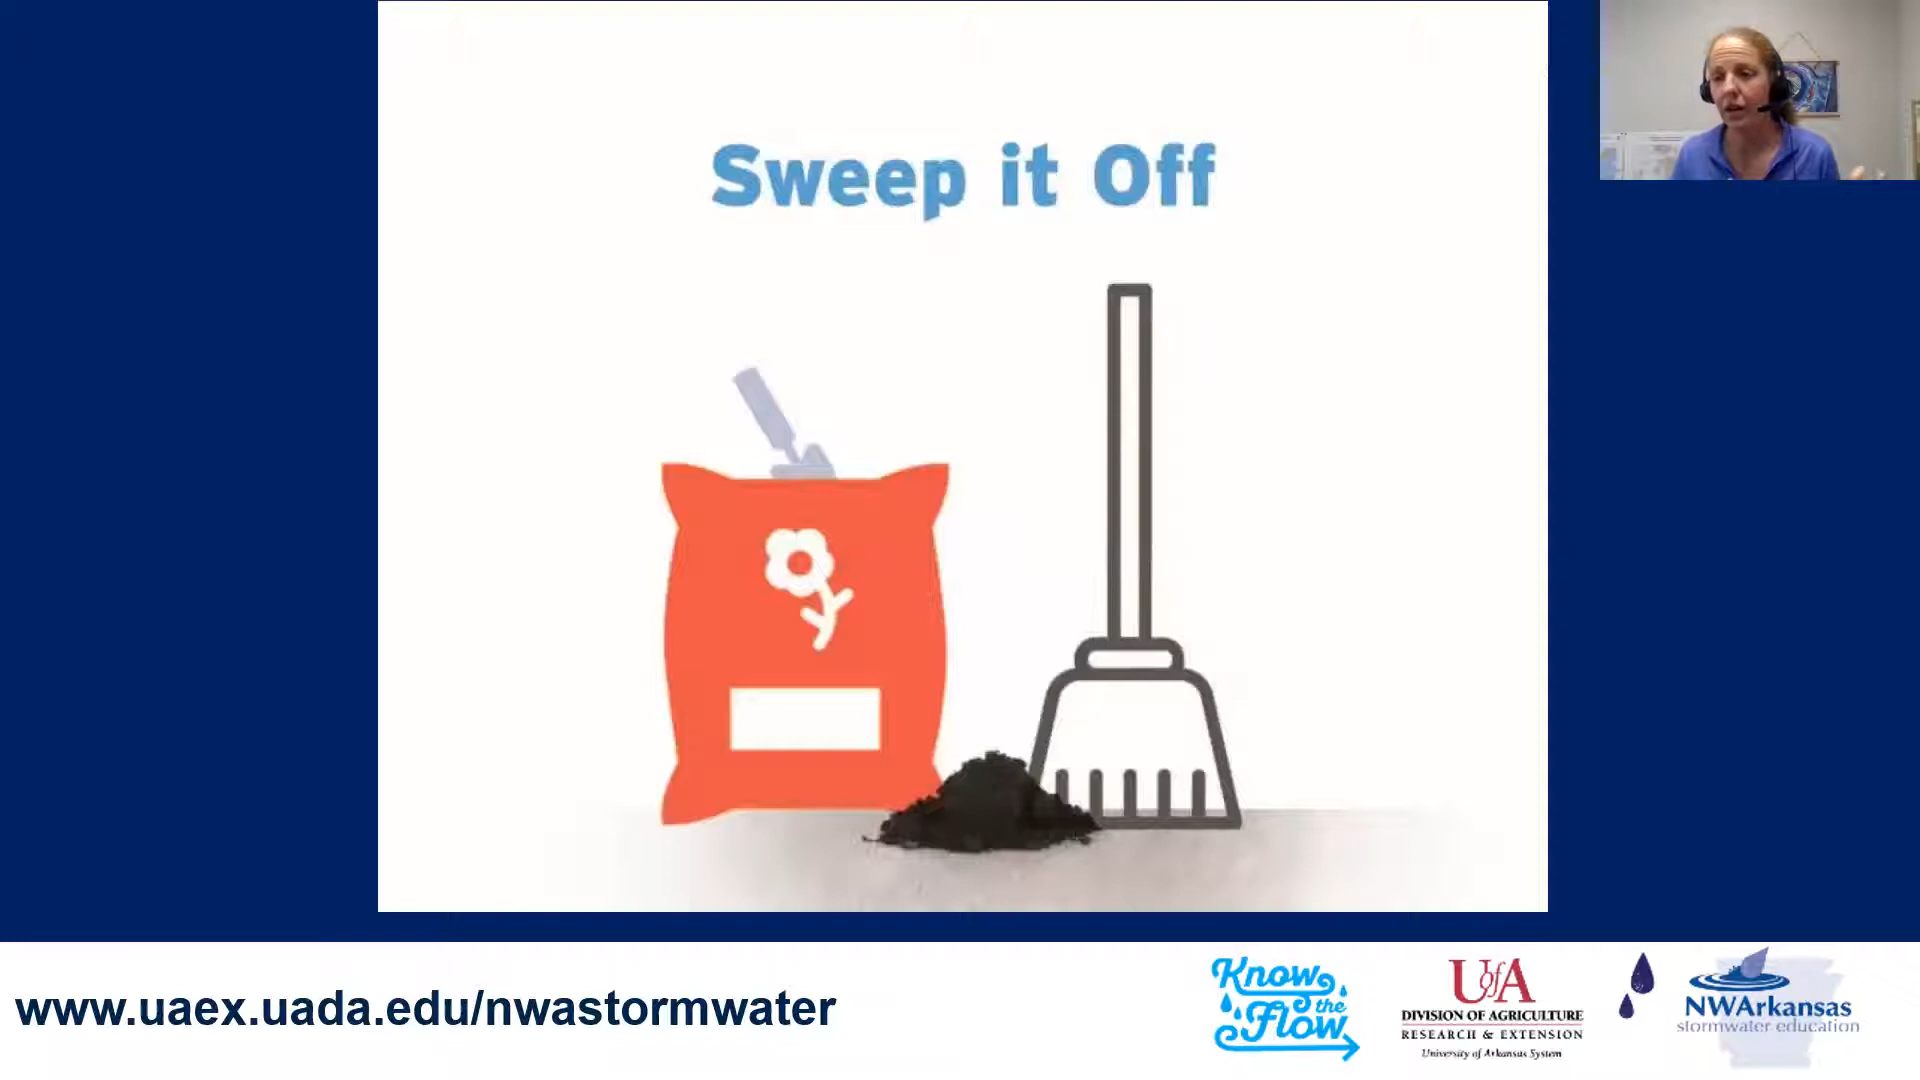 Sweep it Off
www.uaex.uada.edu/nwastormwater
Know
the
Flow
UofA
DIVISION OF AGRICULTURE
RESEARCH & EXTENSION
University of Arkansas System
NWArkansas
stormwater education